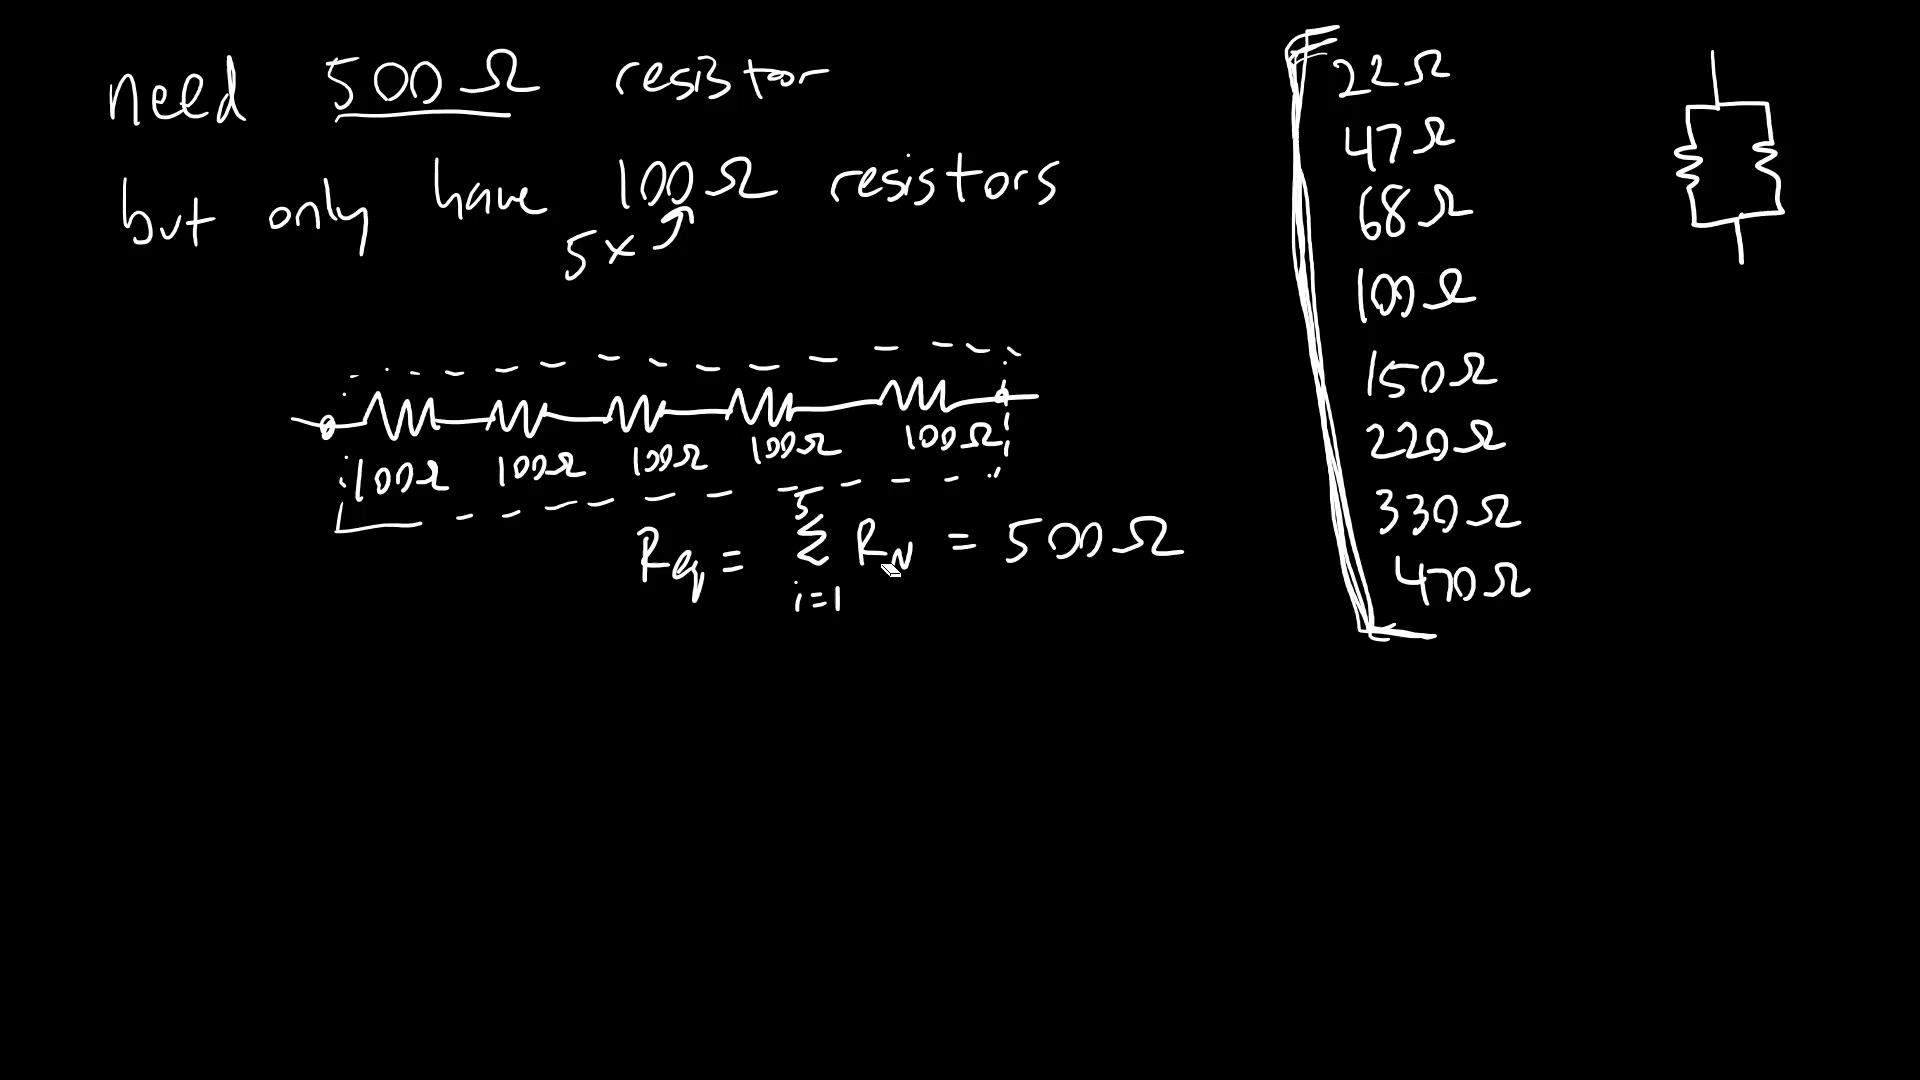 need 500Ω resistor
but only have 100Ω resistors
5×
100Ω 100Ω 100Ω 100Ω 100Ω
Req = 5 Σ i=1 RN = 500Ω
22Ω
47Ω
68Ω
100Ω
150Ω
220Ω
330Ω
470Ω